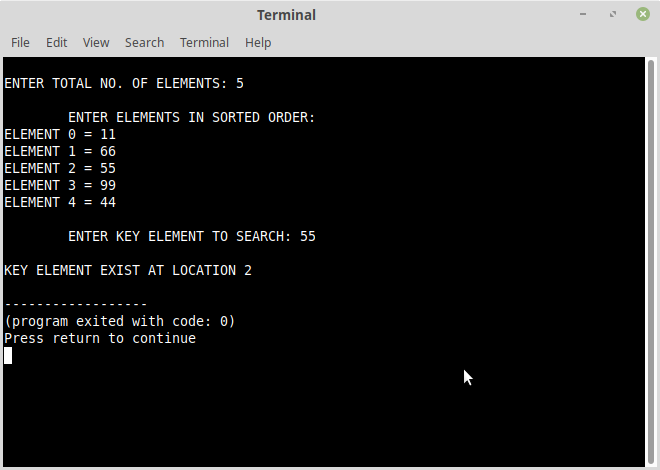 Terminal
File Edit View Search Terminal Help
ENTER TOTAL NO. OF ELEMENTS: 5
ENTER ELEMENTS IN SORTED ORDER:
ELEMENT 0 = 11
ELEMENT 1 = 66
ELEMENT 2 = 55
ELEMENT 3 = 99
ELEMENT 4 = 44
ENTER KEY ELEMENT TO SEARCH: 55
KEY ELEMENT EXIST AT LOCATION 2
------------------
(program exited with code: 0)
Press return to continue